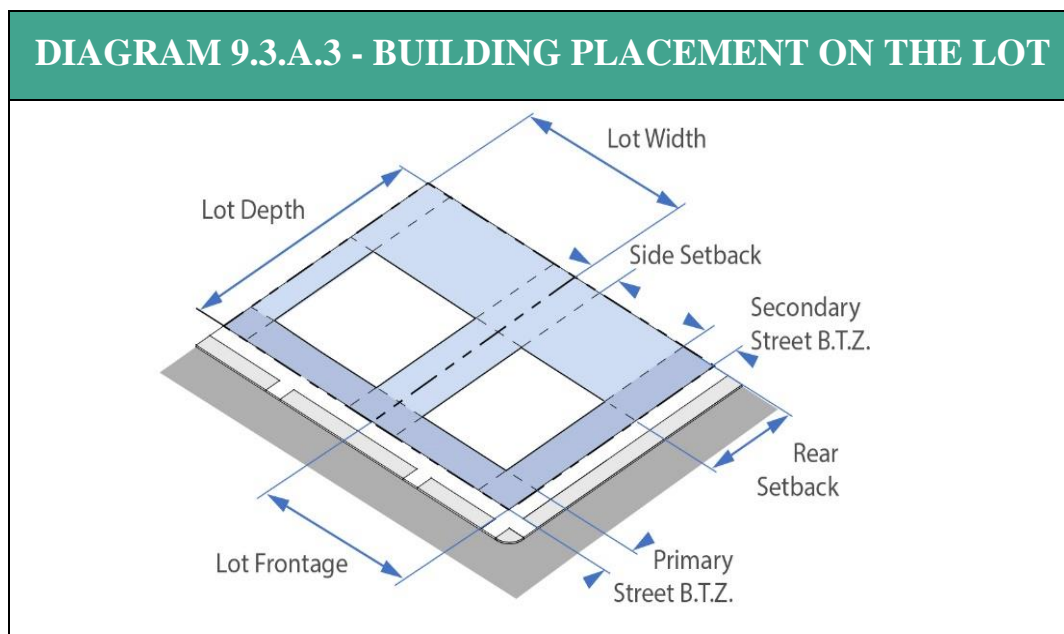 DIAGRAM 9.3.A.3 - BUILDING PLACEMENT ON THE LOT
Lot Width
Lot Depth
Side Setback
Secondary
Street B.T.Z.
Rear
Setback
Lot Frontage
Primary
Street B.T.Z.